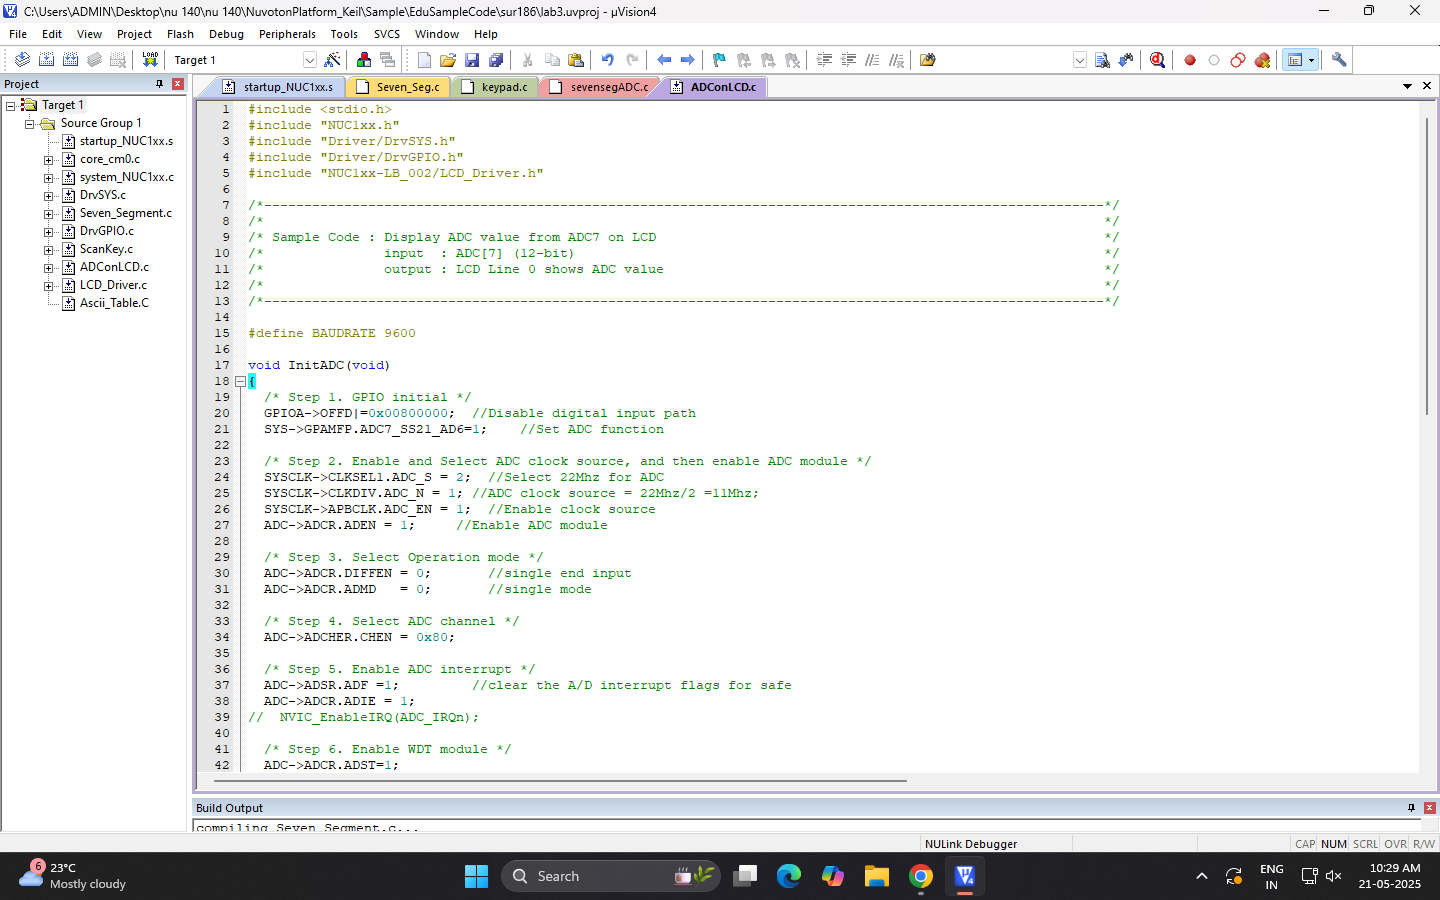 C:\Users\ADMIN\Desktop\nu 140\nu 140\NuvotonPlatform_Keil\Sample\EduSampleCode\sur186\lab3.uvproj - µVision4
File Edit View Project Flash Debug Peripherals Tools SVCS Window Help
LOAD Target 1
Project
startup_NUC1xx.s Seven_Seg.c keypad.c sevensegADC.c ADConLCD.c
Target 1
Source Group 1
startup_NUC1xx.s
core_cm0.c
system_NUC1xx.c
DrvSYS.c
Seven_Segment.c
DrvGPIO.c
ScanKey.c
ADConLCD.c
LCD_Driver.c
Ascii_Table.C
1 #include <stdio.h>
2 #include "NUC1xx.h"
3 #include "Driver/DrvSYS.h"
4 #include "Driver/DrvGPIO.h"
5 #include "NUC1xx-LB_002/LCD_Driver.h"
6
7 /*---------------------------------------------------------------------------------------------------------*/
8 /*                                                                                                         */
9 /* Sample Code : Display ADC value from ADC7 on LCD                                                        */
10 /*               input  : ADC[7] (12-bit)                                                                  */
11 /*               output : LCD Line 0 shows ADC value                                                       */
12 /*                                                                                                         */
13 /*---------------------------------------------------------------------------------------------------------*/
14
15 #define BAUDRATE 9600
16
17 void InitADC(void)
18 {
19   /* Step 1. GPIO initial */
20   GPIOA->OFFD|=0x00800000;  //Disable digital input path
21   SYS->GPAMFP.ADC7_SS21_AD6=1;    //Set ADC function
22
23   /* Step 2. Enable and Select ADC clock source, and then enable ADC module */
24   SYSCLK->CLKSEL1.ADC_S = 2;  //Select 22Mhz for ADC
25   SYSCLK->CLKDIV.ADC_N = 1; //ADC clock source = 22Mhz/2 =11Mhz;
26   SYSCLK->APBCLK.ADC_EN = 1;  //Enable clock source
27   ADC->ADCR.ADEN = 1;     //Enable ADC module
28
29   /* Step 3. Select Operation mode */
30   ADC->ADCR.DIFFEN = 0;       //single end input
31   ADC->ADCR.ADMD   = 0;       //single mode
32
33   /* Step 4. Select ADC channel */
34   ADC->ADCHER.CHEN = 0x80;
35
36   /* Step 5. Enable ADC interrupt */
37   ADC->ADSR.ADF =1;         //clear the A/D interrupt flags for safe
38   ADC->ADCR.ADIE = 1;
39 //  NVIC_EnableIRQ(ADC_IRQn);
40
41   /* Step 6. Enable WDT module */
42   ADC->ADCR.ADST=1;
Build Output
compiling Seven_Segment.c...
NULink Debugger CAP NUM SCRL OVR R/W
6 23°C
Mostly cloudy
Search
ENG
IN
10:29 AM
21-05-2025